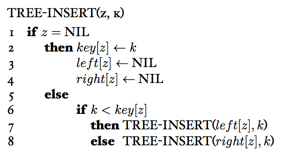 TREE-INSERT(z, k)
1 if z = NIL
2 then key[z] ← k
3 left[z] ← NIL
4 right[z] ← NIL
5 else
6 if k < key[z]
7 then TREE-INSERT(left[z], k)
8 else TREE-INSERT(right[z], k)